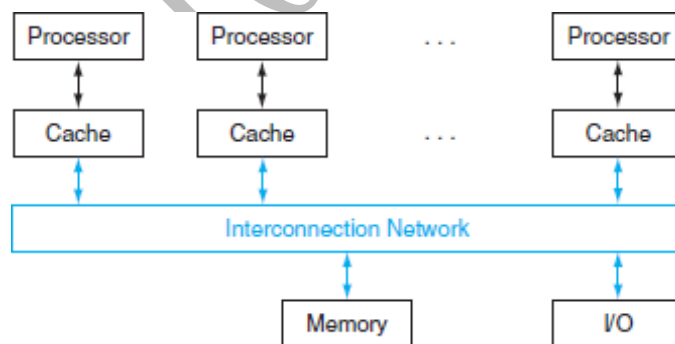 Processor Processor . . . Processor
Cache Cache . . . Cache
Interconnection Network
Memory I/O